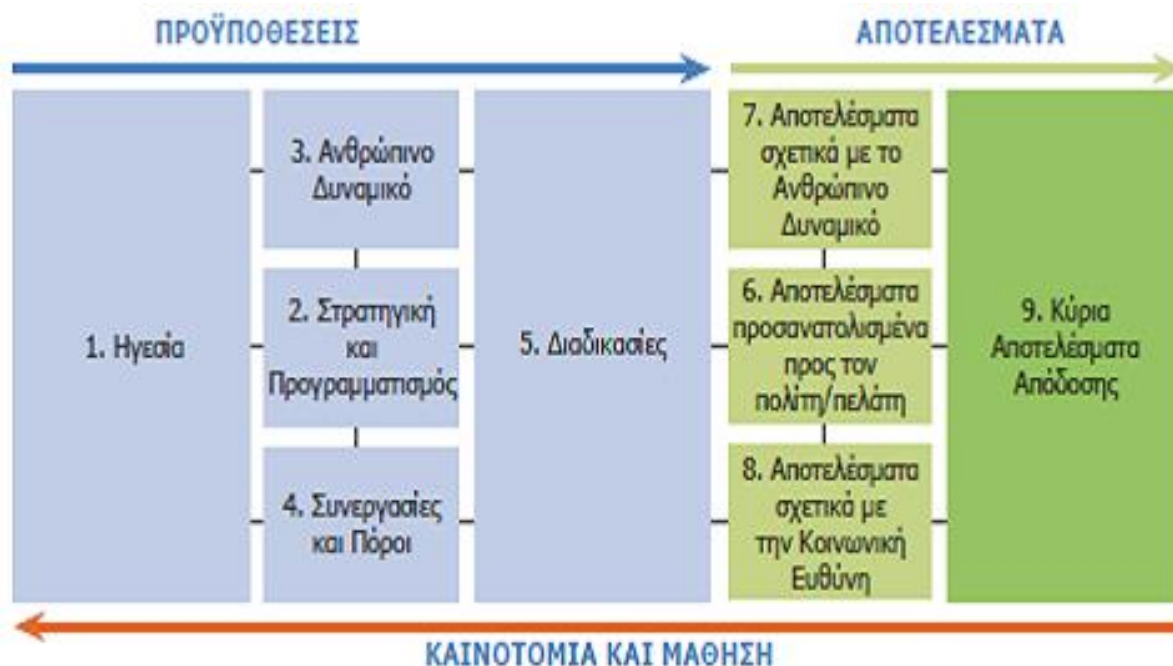 ΠΡΟΫΠΟΘΕΣΕΙΣ
ΑΠΟΤΕΛΕΣΜΑΤΑ
1. Ηγεσία
3. Ανθρώπινο
Δυναμικό
2. Στρατηγική
και
Προγραμματισμός
4. Συνεργασίες
και Πόροι
5. Διαδικασίες
7. Αποτελέσματα
σχετικά με το
Ανθρώπινο
Δυναμικό
6. Αποτελέσματα
προσανατολισμένα
προς τον
πολίτη/πελάτη
8. Αποτελέσματα
σχετικά με
την Κοινωνική
Ευθύνη
9. Κύρια
Αποτελέσματα
Απόδοσης
ΚΑΙΝΟΤΟΜΙΑ ΚΑΙ ΜΑΘΗΣΗ